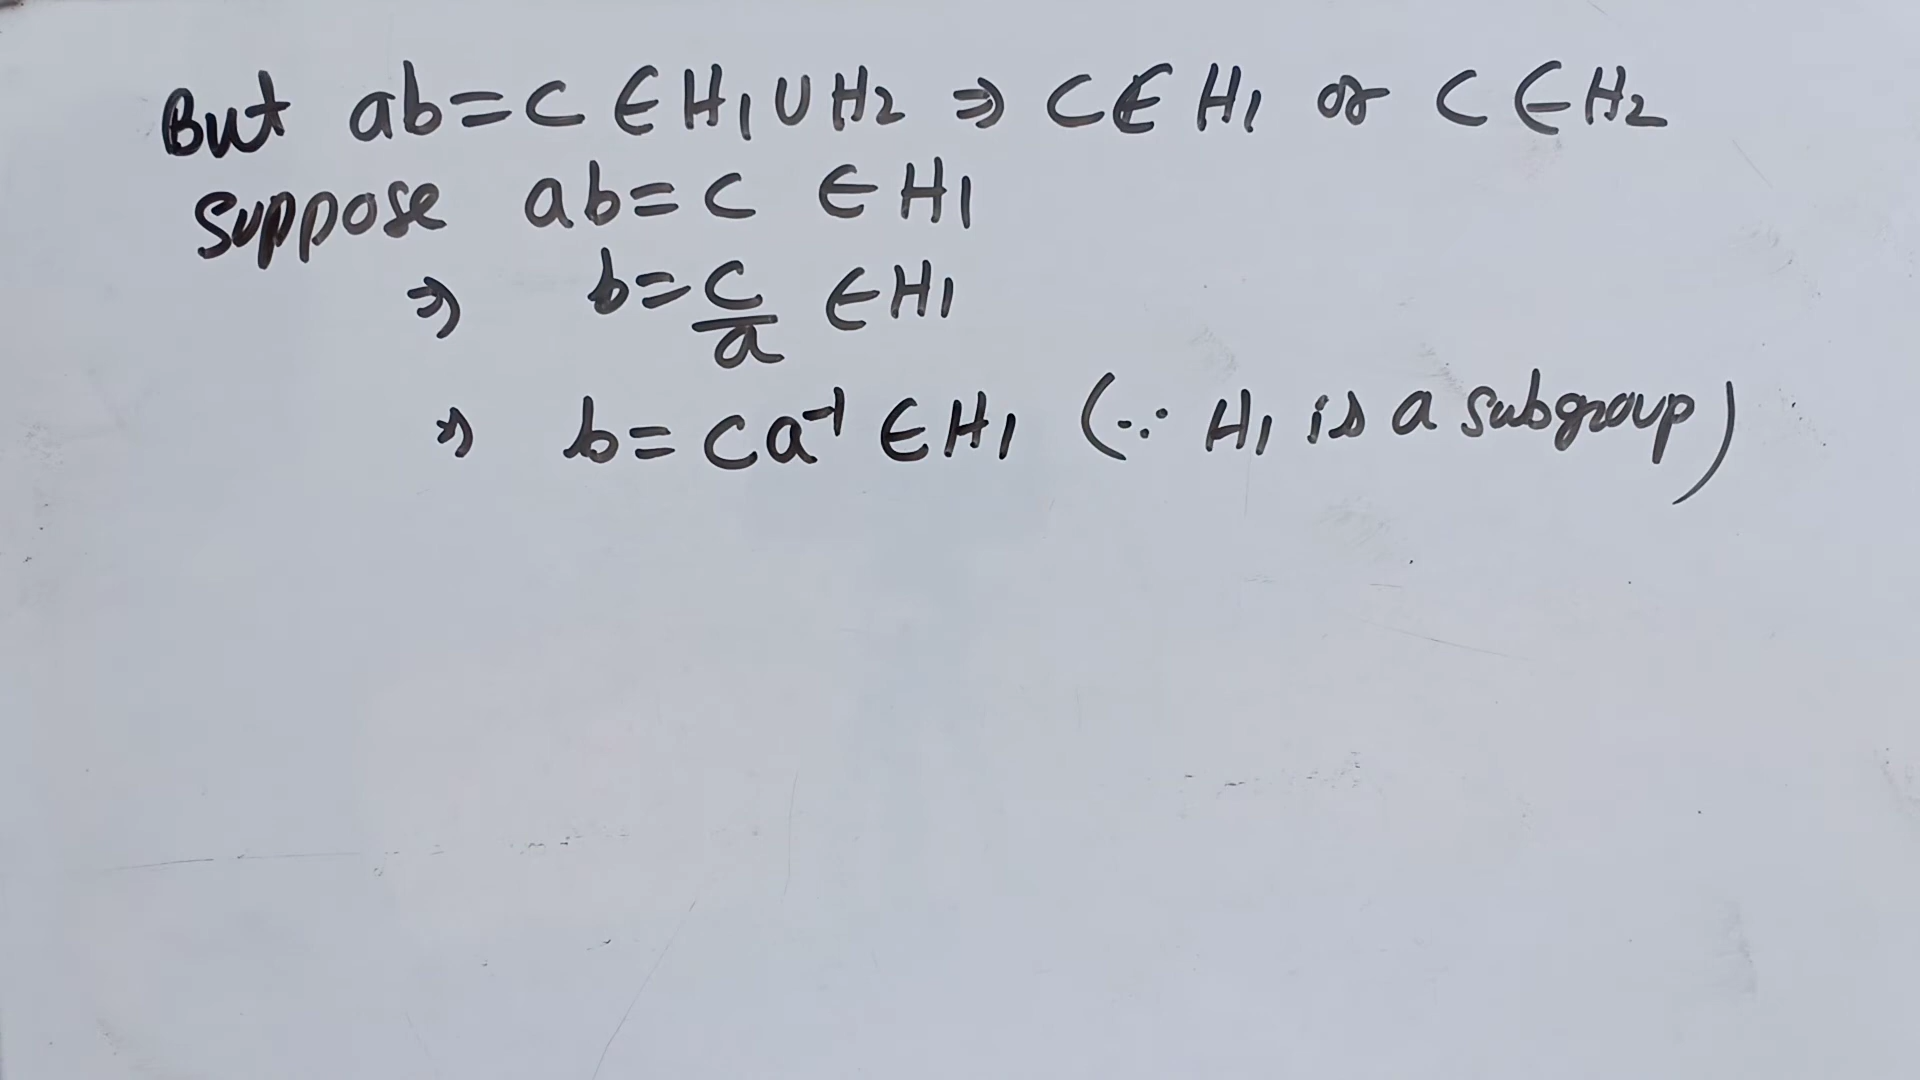 But ab=c ∈ H1 ∪ H2 ⇒ c ∈ H1 or c ∈ H2
suppose ab=c ∈ H1
⇒ b=c/a ∈ H1
⇒ b=ca⁻¹ ∈ H1 (∵ H1 is a subgroup)